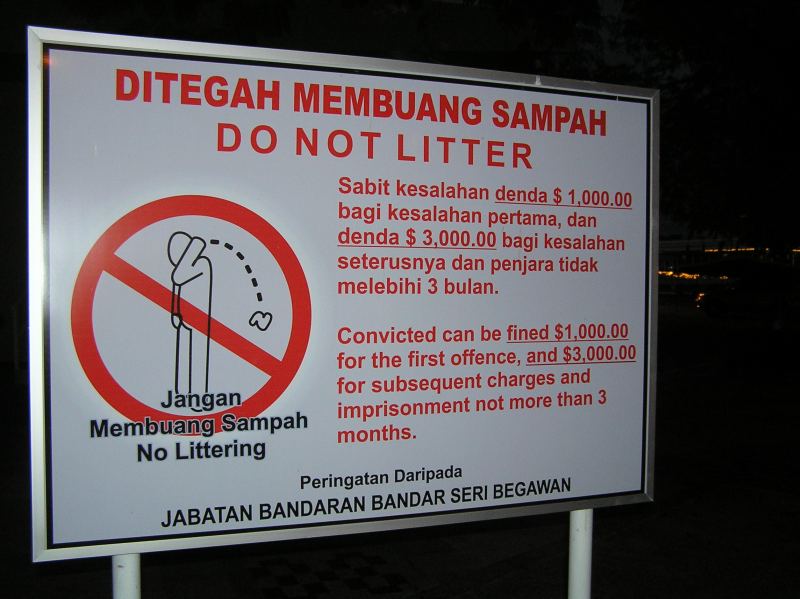 DITEGAH MEMBUANG SAMPAH
DO NOT LITTER
Sabit kesalahan denda $ 1,000.00
bagi kesalahan pertama, dan
denda $ 3,000.00 bagi kesalahan
seterusnya dan penjara tidak
melebihi 3 bulan.
Convicted can be fined $1,000.00
for the first offence, and $3,000.00
for subsequent charges and
imprisonment not more than 3
months.
Jangan
Membuang Sampah
No Littering
Peringatan Daripada
JABATAN BANDARAN BANDAR SERI BEGAWAN